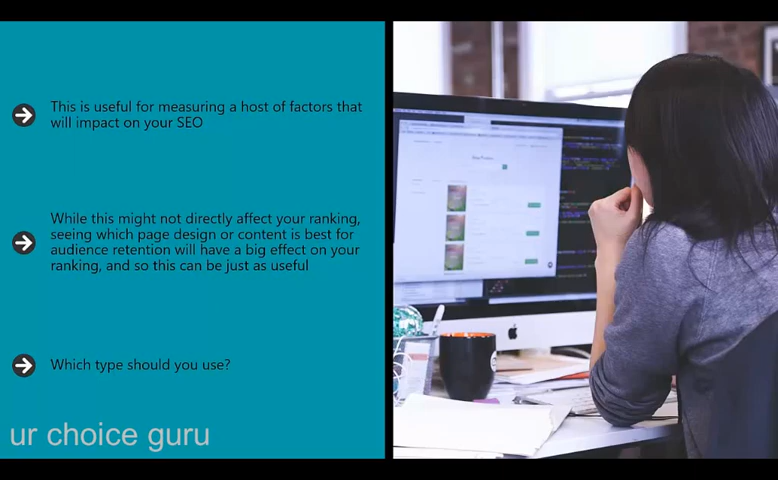 This is useful for measuring a host of factors that
will impact on your SEO
While this might not directly affect your ranking,
seeing which page design or content is best for
audience retention will have a big effect on your
ranking, and so this can be just as useful
Which type should you use?
ur choice guru